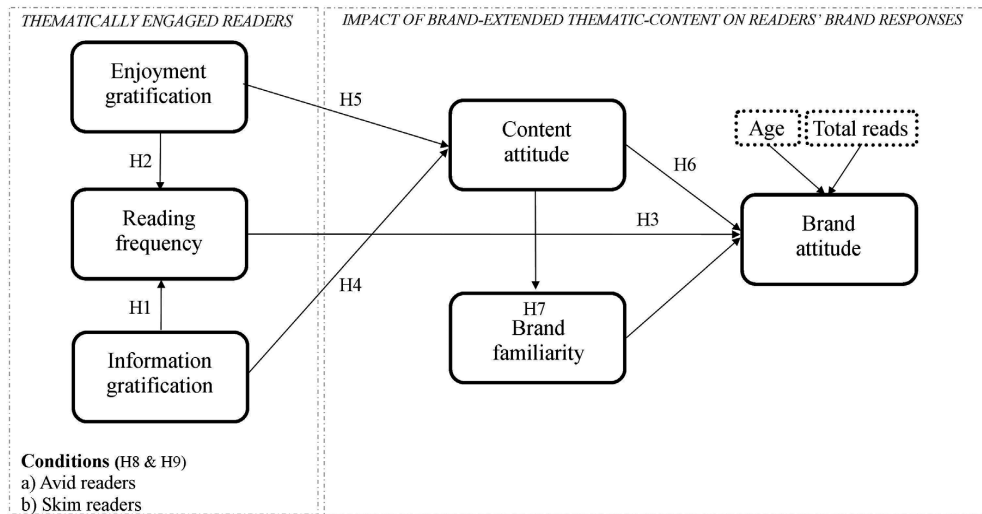 THEMATICALLY ENGAGED READERS
IMPACT OF BRAND-EXTENDED THEMATIC-CONTENT ON READERS' BRAND RESPONSES
Enjoyment
gratification
H5
H2
Content
attitude
Age
Total reads
H6
Reading
frequency
H3
Brand
attitude
H4
H1
H7
Brand
familiarity
Information
gratification
Conditions (H8 & H9)
a) Avid readers
b) Skim readers